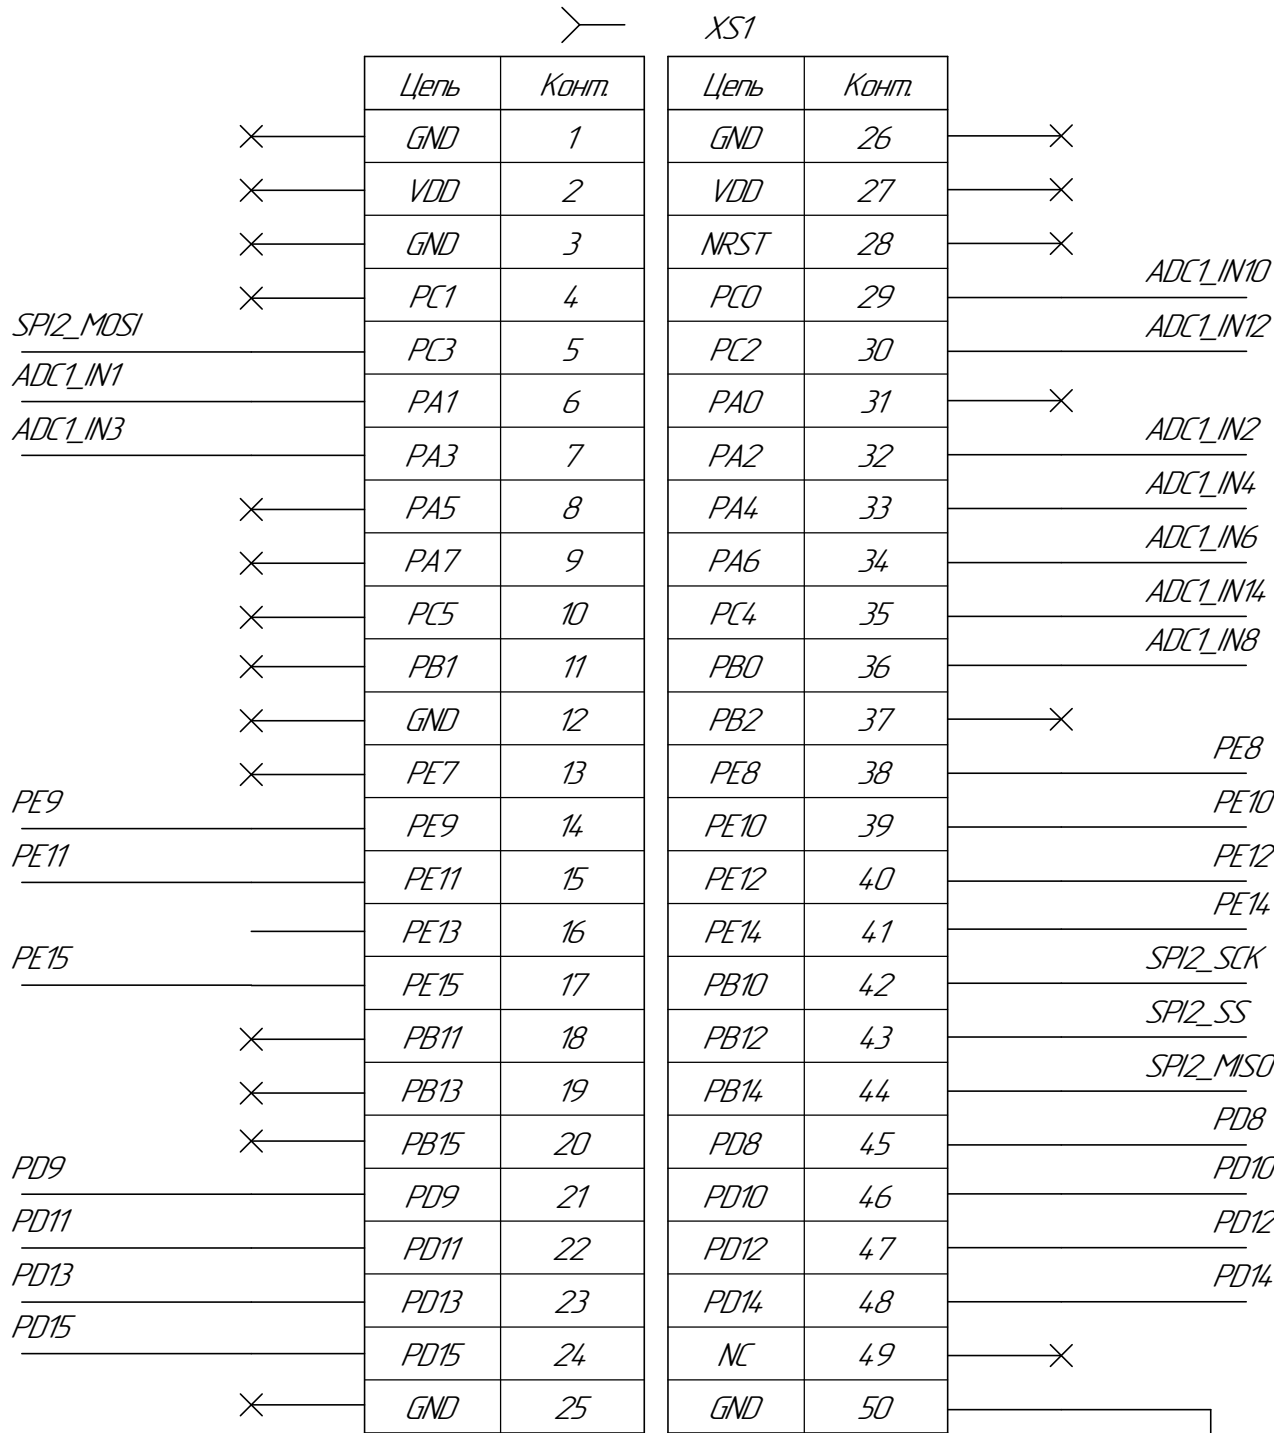 XS1
Цепь Конт. Цепь Конт.
GND 1 GND 26
VDD 2 VDD 27
GND 3 NRST 28
ADC1_IN10
PC1 4 PC0 29
SPI2_MOSI ADC1_IN12
PC3 5 PC2 30
ADC1_IN1
PA1 6 PA0 31
ADC1_IN3 ADC1_IN2
PA3 7 PA2 32
ADC1_IN4
PA5 8 PA4 33
ADC1_IN6
PA7 9 PA6 34
ADC1_IN14
PC5 10 PC4 35
ADC1_IN8
PB1 11 PB0 36
GND 12 PB2 37
PE8
PE7 13 PE8 38
PE9 PE10
PE9 14 PE10 39
PE11 PE12
PE11 15 PE12 40
PE14
PE13 16 PE14 41
PE15 SPI2_SCK
PE15 17 PB10 42
SPI2_SS
PB11 18 PB12 43
SPI2_MISO
PB13 19 PB14 44
PD8
PB15 20 PD8 45
PD9 PD10
PD9 21 PD10 46
PD11 PD12
PD11 22 PD12 47
PD13 PD14
PD13 23 PD14 48
PD15
PD15 24 NC 49
GND 25 GND 50